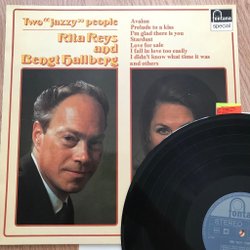 Two "jazzy" people
Rita Reys
and
Bengt Hallberg
Avalon
Prelude to a kiss
I'm glad there is you
Stardust
Love for sale
I fall in love too easily
I didn't know what time it was
and others
fontana
special
STEREO